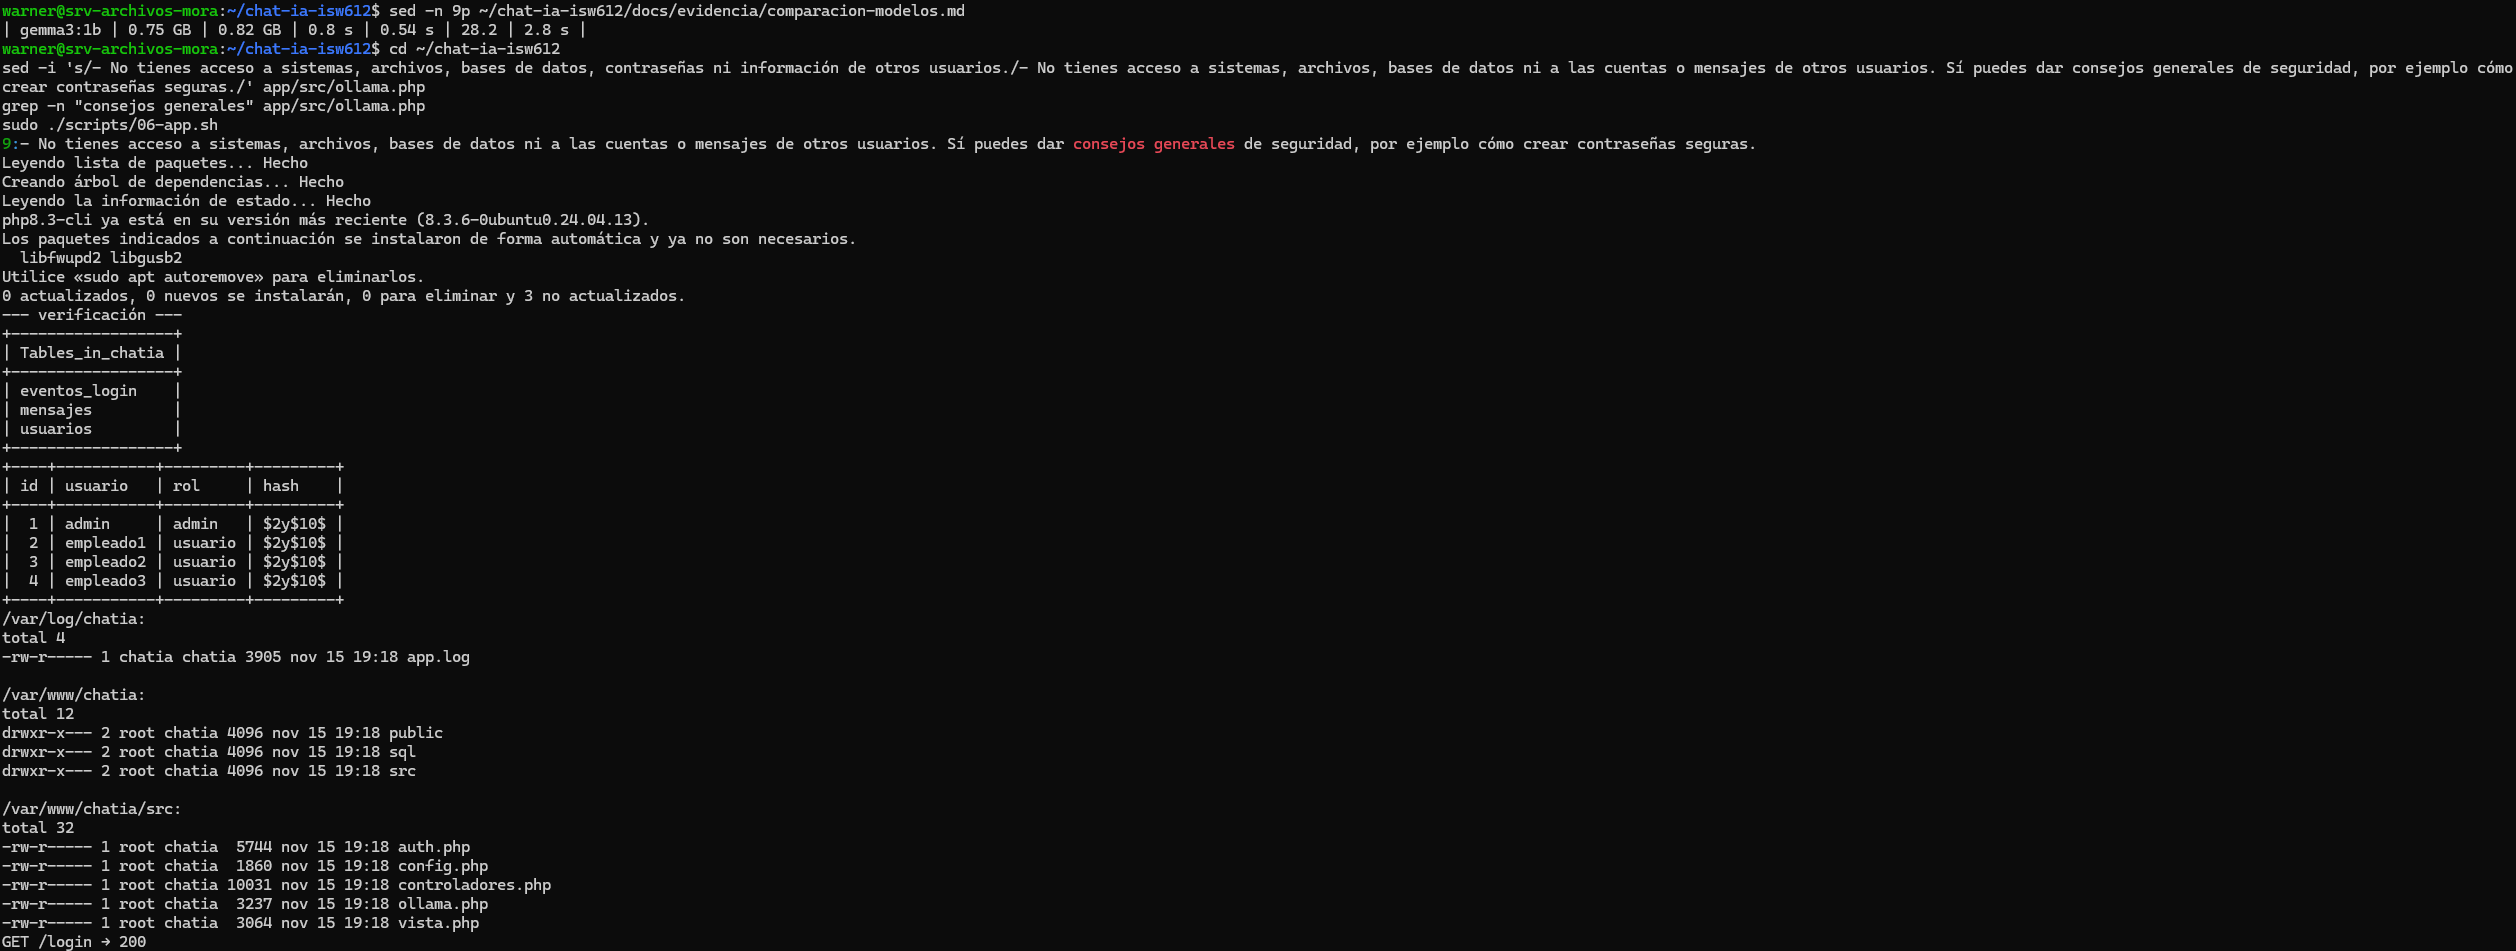 warner@srv-archivos-mora:~/chat-ia-isw612$ sed -n 9p ~/chat-ia-isw612/docs/evidencia/comparacion-modelos.md
| gemma3:1b | 0.75 GB | 0.82 GB | 0.8 s | 0.54 s | 28.2 | 2.8 s |
warner@srv-archivos-mora:~/chat-ia-isw612$ cd ~/chat-ia-isw612
sed -i 's/- No tienes acceso a sistemas, archivos, bases de datos, contraseñas ni información de otros usuarios./- No tienes acceso a sistemas, archivos, bases de datos ni a las cuentas o mensajes de otros usuarios. Sí puedes dar consejos generales de seguridad, por ejemplo cómo
crear contraseñas seguras./' app/src/ollama.php
grep -n "consejos generales" app/src/ollama.php
sudo ./scripts/06-app.sh
9:- No tienes acceso a sistemas, archivos, bases de datos ni a las cuentas o mensajes de otros usuarios. Sí puedes dar consejos generales de seguridad, por ejemplo cómo crear contraseñas seguras.
Leyendo lista de paquetes... Hecho
Creando árbol de dependencias... Hecho
Leyendo la información de estado... Hecho
php8.3-cli ya está en su versión más reciente (8.3.6-0ubuntu0.24.04.13).
Los paquetes indicados a continuación se instalaron de forma automática y ya no son necesarios.
  libfwupd2 libgusb2
Utilice «sudo apt autoremove» para eliminarlos.
0 actualizados, 0 nuevos se instalarán, 0 para eliminar y 3 no actualizados.
--- verificación ---
+------------------+
| Tables_in_chatia |
+------------------+
| eventos_login    |
| mensajes         |
| usuarios         |
+------------------+
+----+-----------+---------+---------+
| id | usuario   | rol     | hash    |
+----+-----------+---------+---------+
|  1 | admin     | admin   | $2y$10$ |
|  2 | empleado1 | usuario | $2y$10$ |
|  3 | empleado2 | usuario | $2y$10$ |
|  4 | empleado3 | usuario | $2y$10$ |
+----+-----------+---------+---------+
/var/log/chatia:
total 4
-rw-r----- 1 chatia chatia 3905 nov 15 19:18 app.log

/var/www/chatia:
total 12
drwxr-x--- 2 root chatia 4096 nov 15 19:18 public
drwxr-x--- 2 root chatia 4096 nov 15 19:18 sql
drwxr-x--- 2 root chatia 4096 nov 15 19:18 src

/var/www/chatia/src:
total 32
-rw-r----- 1 root chatia  5744 nov 15 19:18 auth.php
-rw-r----- 1 root chatia  1860 nov 15 19:18 config.php
-rw-r----- 1 root chatia 10031 nov 15 19:18 controladores.php
-rw-r----- 1 root chatia  3237 nov 15 19:18 ollama.php
-rw-r----- 1 root chatia  3064 nov 15 19:18 vista.php
GET /login → 200